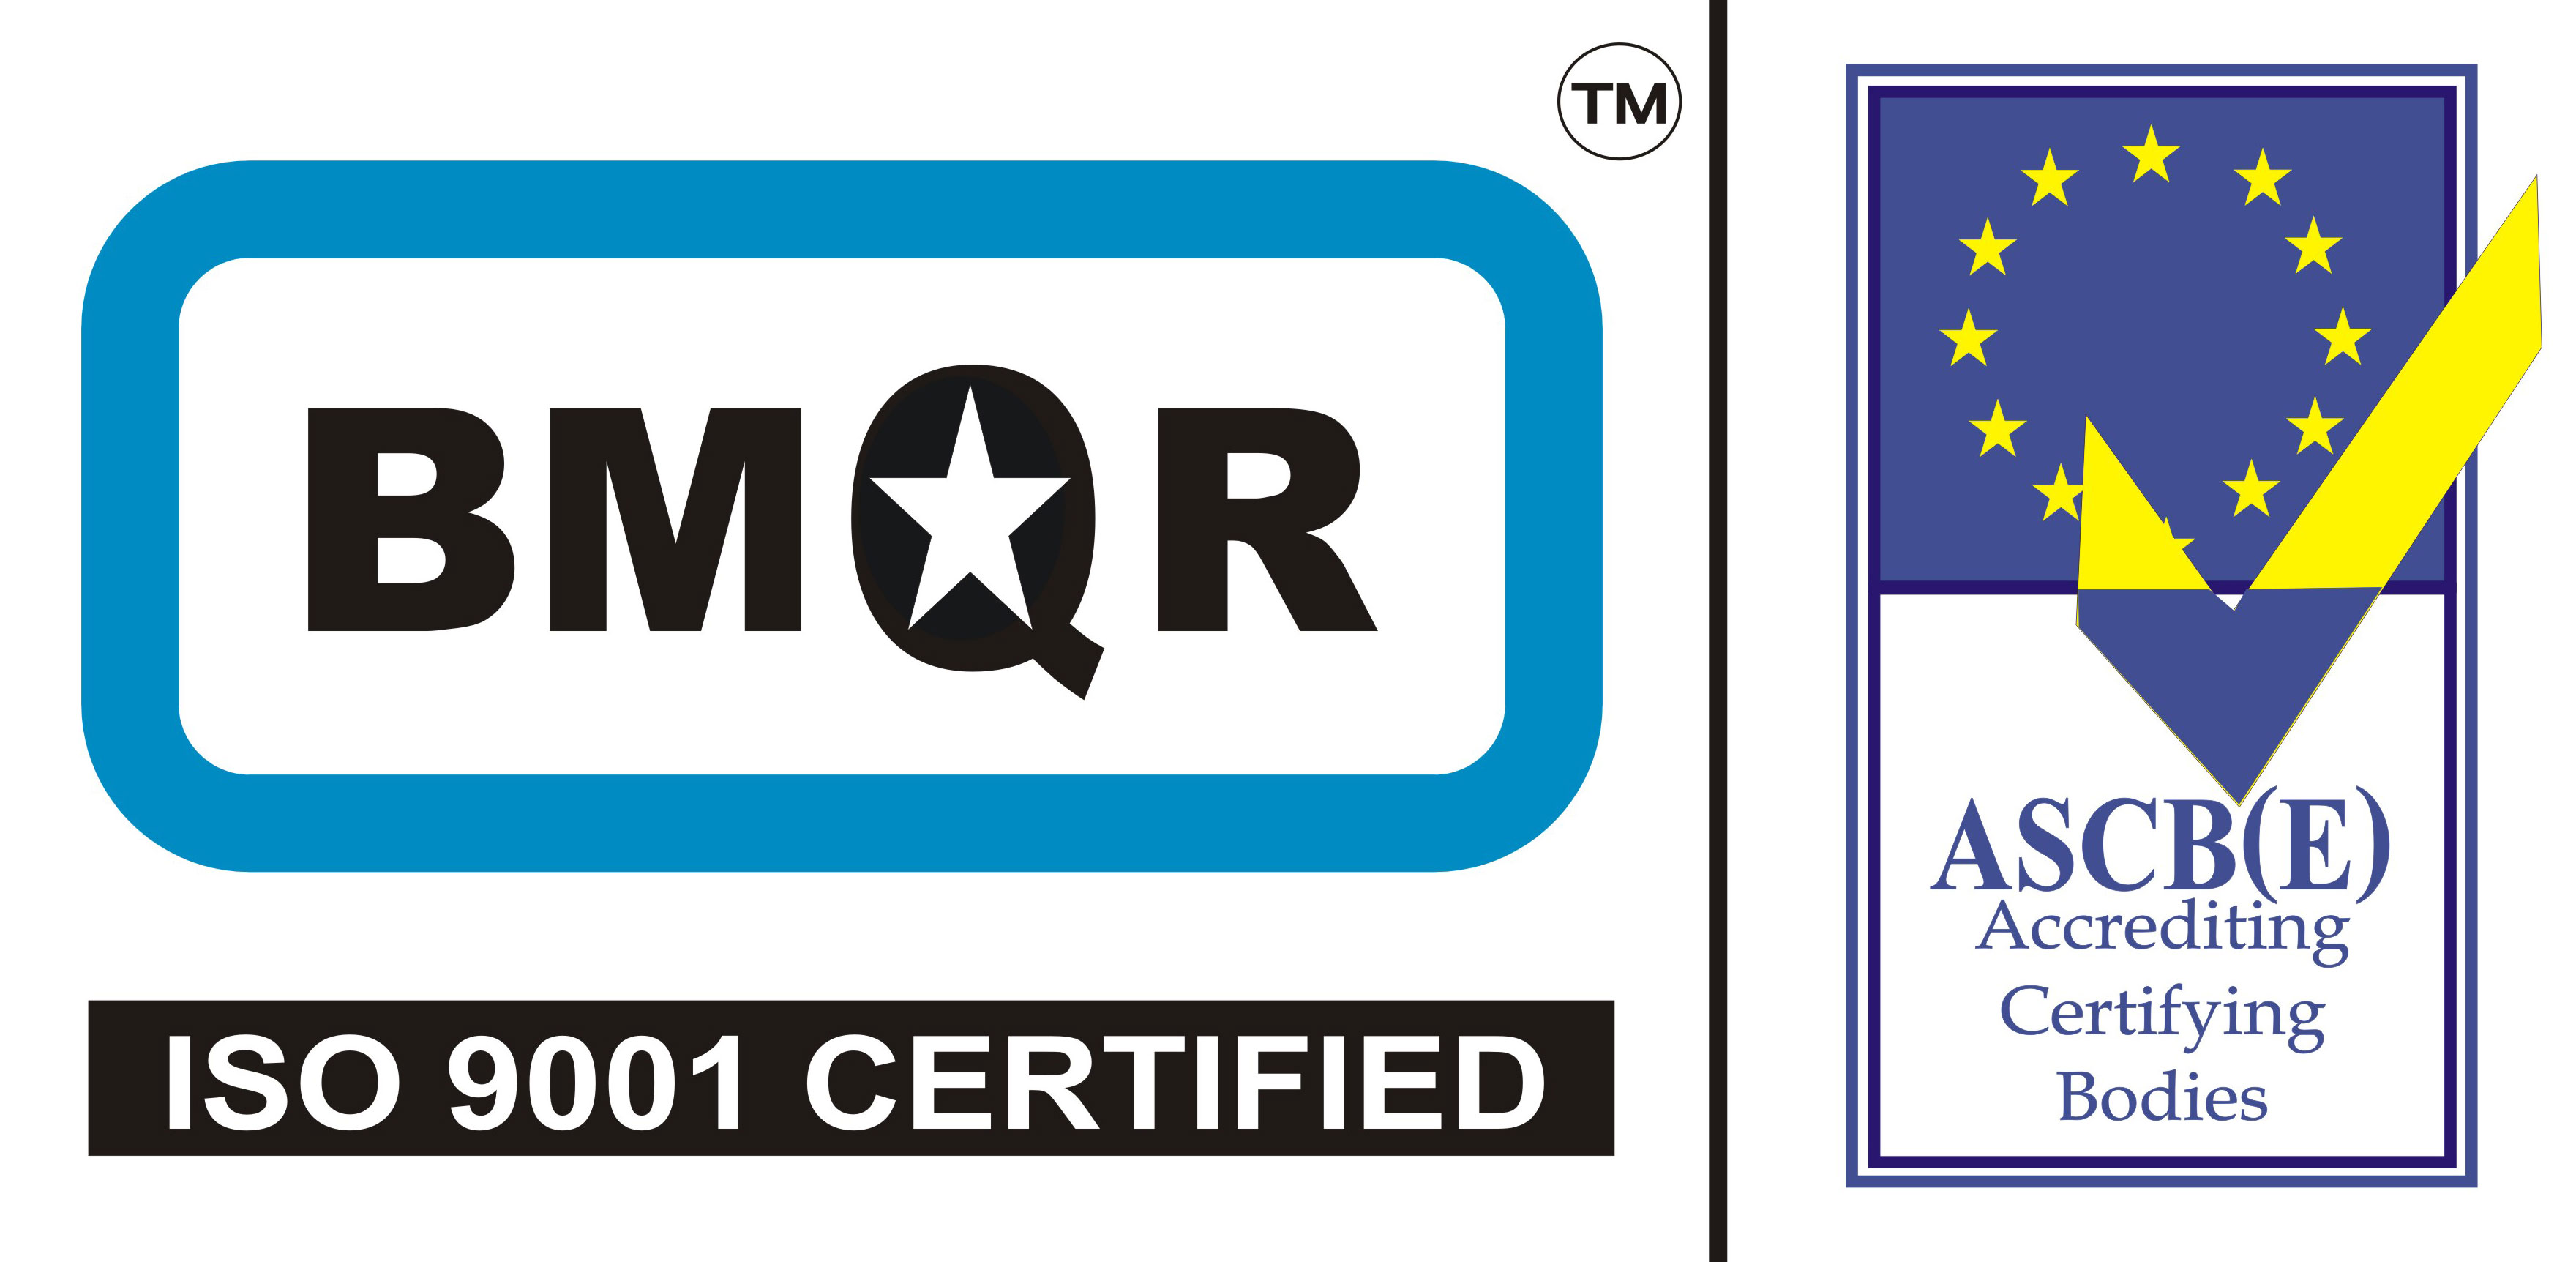 TM
BMQR
ISO 9001 CERTIFIED
ASCB(E)
Accrediting
Certifying
Bodies